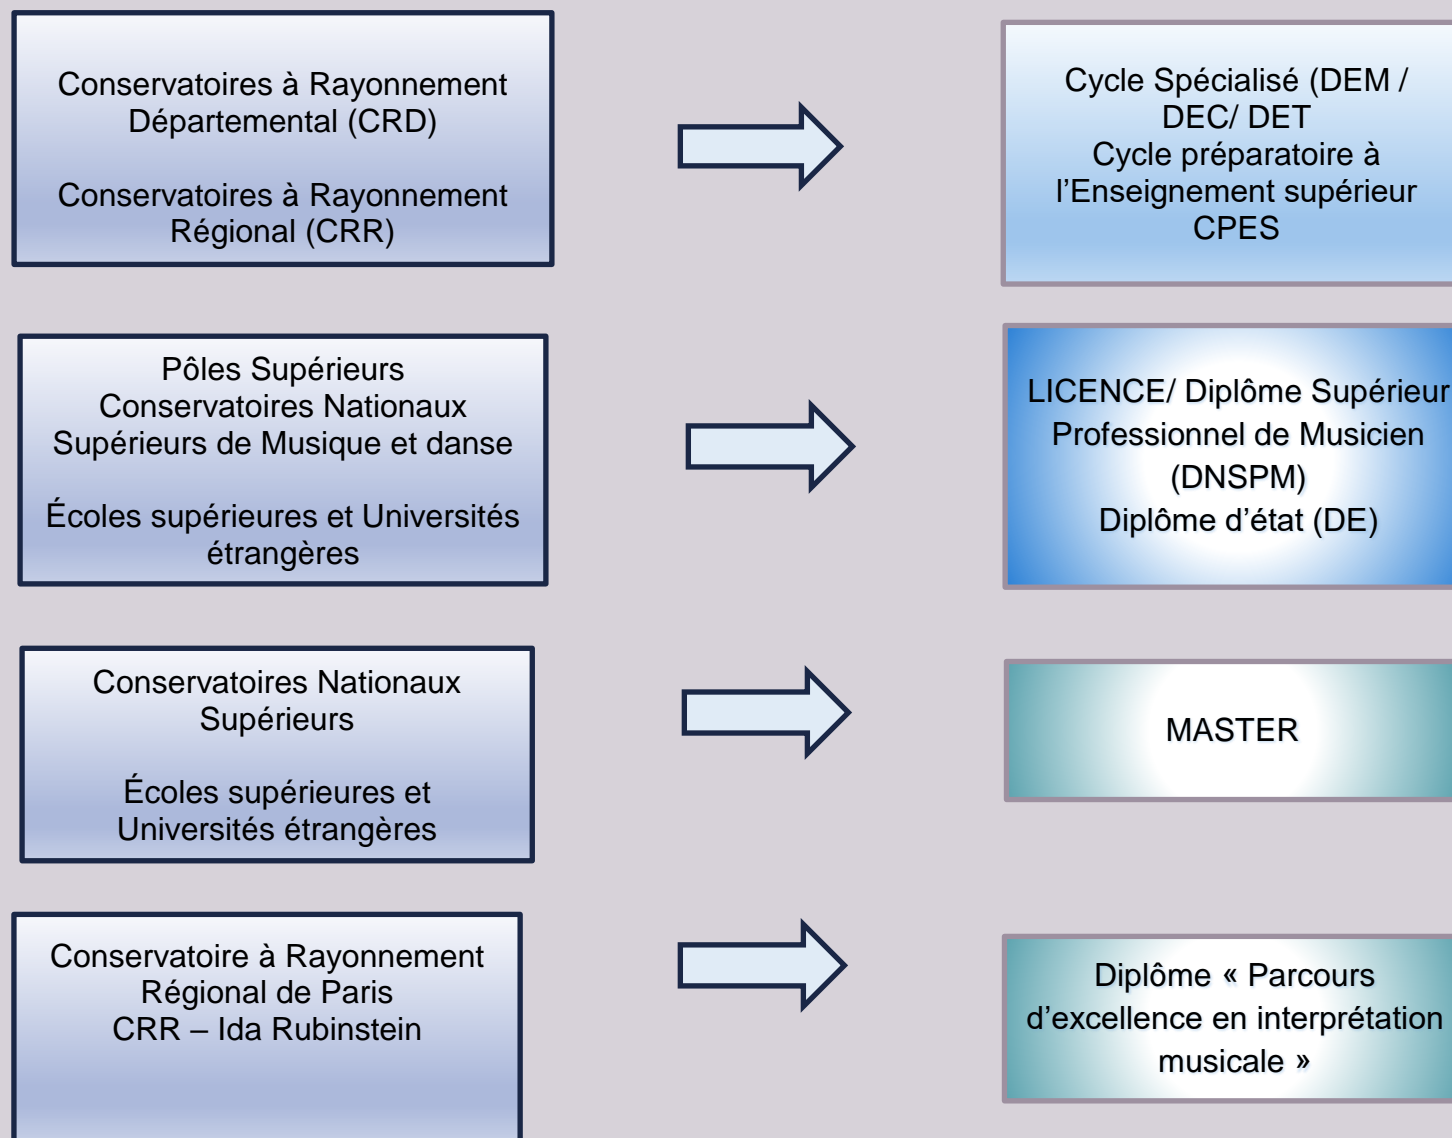 Conservatoires à Rayonnement
Départemental (CRD)
Conservatoires à Rayonnement
Régional (CRR)
Cycle Spécialisé (DEM /
DEC/ DET
Cycle préparatoire à
l’Enseignement supérieur
CPES
Pôles Supérieurs
Conservatoires Nationaux
Supérieurs de Musique et danse
Écoles supérieures et Universités
étrangères
LICENCE/ Diplôme Supérieur
Professionnel de Musicien
(DNSPM)
Diplôme d’état (DE)
Conservatoires Nationaux
Supérieurs
Écoles supérieures et
Universités étrangères
MASTER
Conservatoire à Rayonnement
Régional de Paris
CRR – Ida Rubinstein
Diplôme « Parcours
d’excellence en interprétation
musicale »